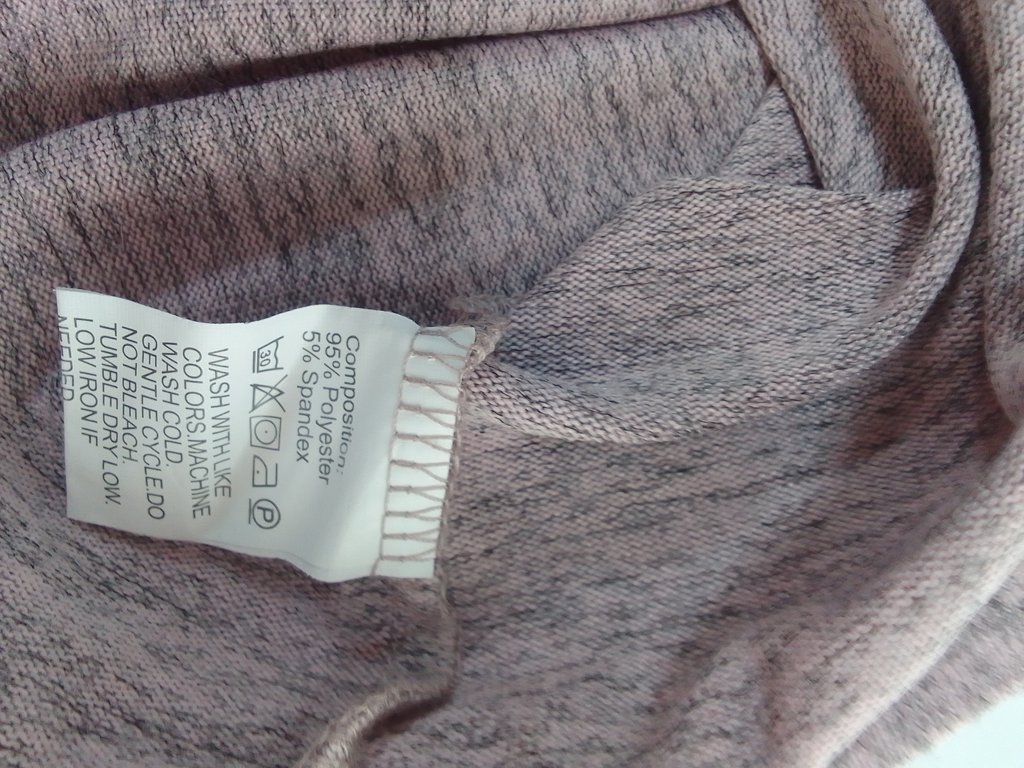 Composition:
95% Polyester
5% Spandex
30 P
WASH WITH LIKE
COLORS.MACHINE
WASH COLD.
GENTLE CYCLE.DO
NOT BLEACH.
TUMBLE DRY LOW.
LOW IRON IF
NEEDED